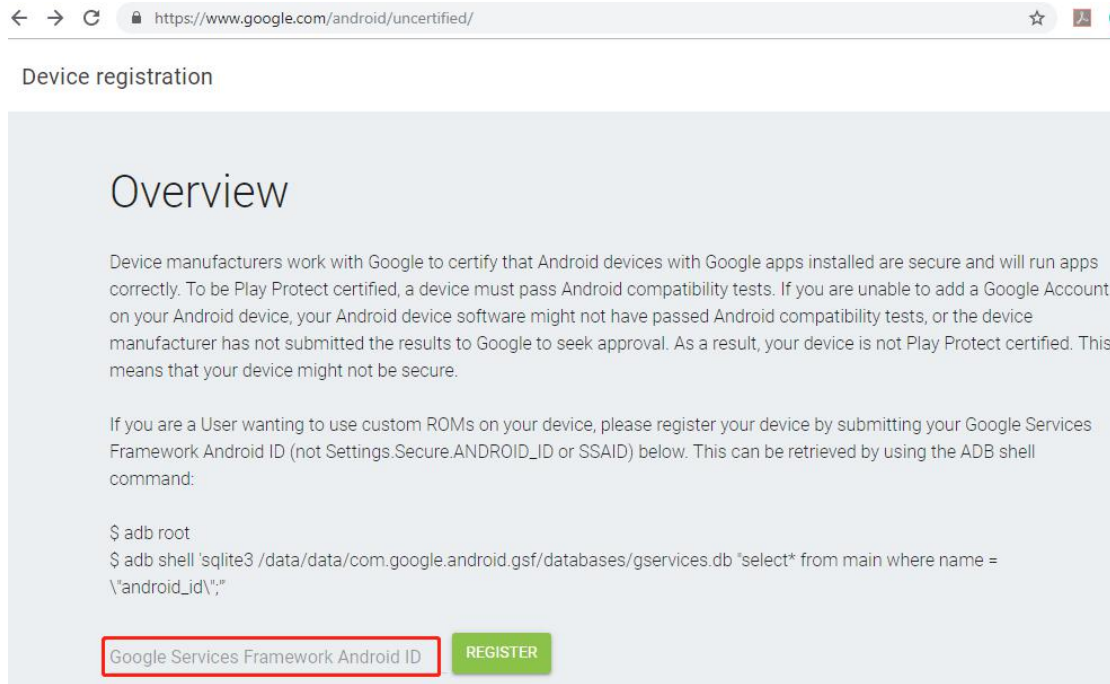 https://www.google.com/android/uncertified/
Device registration
Overview
Device manufacturers work with Google to certify that Android devices with Google apps installed are secure and will run apps
correctly. To be Play Protect certified, a device must pass Android compatibility tests. If you are unable to add a Google Account
on your Android device, your Android device software might not have passed Android compatibility tests, or the device
manufacturer has not submitted the results to Google to seek approval. As a result, your device is not Play Protect certified. This
means that your device might not be secure.
If you are a User wanting to use custom ROMs on your device, please register your device by submitting your Google Services
Framework Android ID (not Settings.Secure.ANDROID_ID or SSAID) below. This can be retrieved by using the ADB shell
command:
$ adb root
$ adb shell 'sqlite3 /data/data/com.google.android.gsf/databases/gservices.db "select* from main where name =
\"android_id\";"'
Google Services Framework Android ID
REGISTER